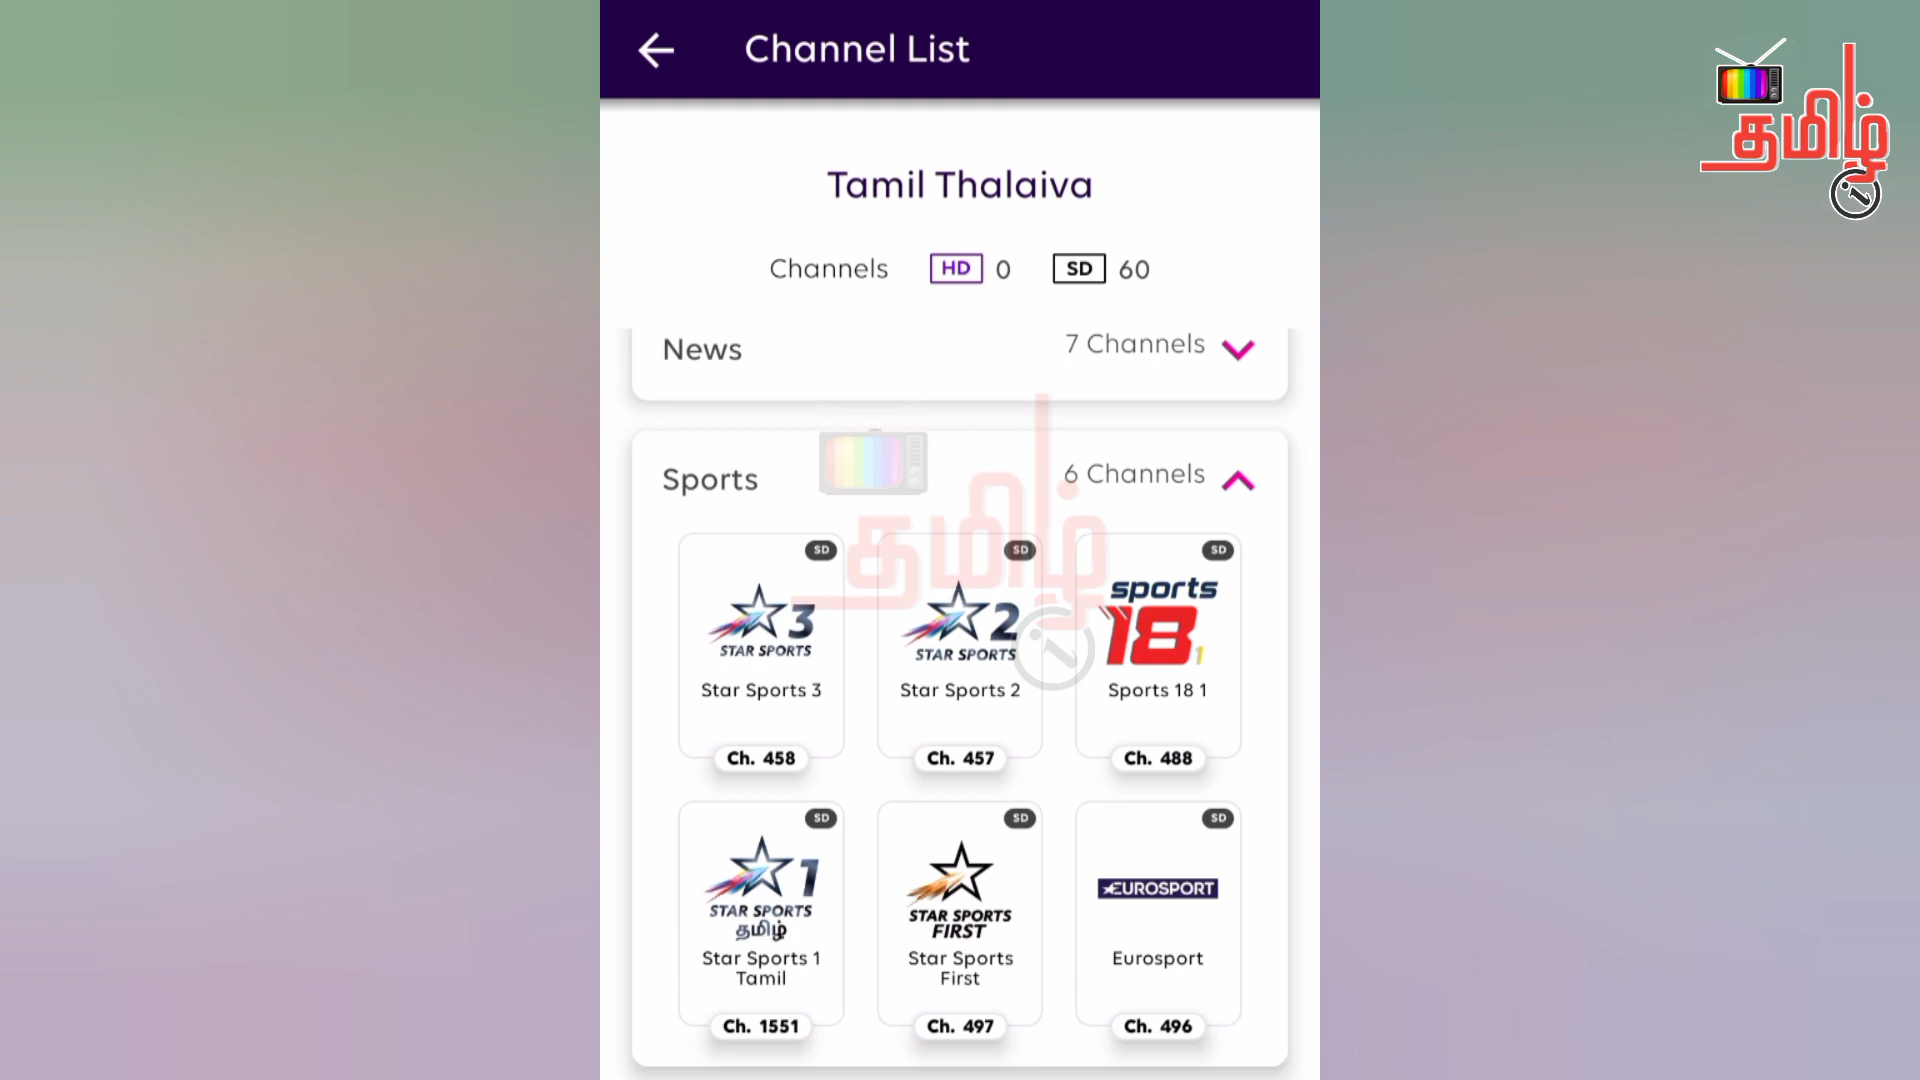 Channel List
தமிழ்
Tamil Thalaiva
Channels HD 0 SD 60
News 7 Channels
Sports 6 Channels
தமிழ்
SD SD SD
3
STAR SPORTS
Star Sports 3
Ch. 458
2
STAR SPORTS
Star Sports 2
Ch. 457
sports
18 1
Sports 18 1
Ch. 488
SD SD SD
1
STAR SPORTS
தமிழ்
Star Sports 1
Tamil
Ch. 1551
STAR SPORTS
FIRST
Star Sports
First
Ch. 497
EUROSPORT
Eurosport
Ch. 496